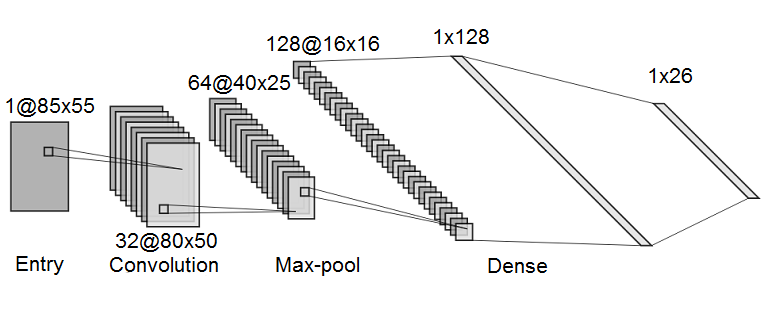 1@85x55
32@80x50
64@40x25
128@16x16
1x128
1x26
Entry
Convolution
Max-pool
Dense